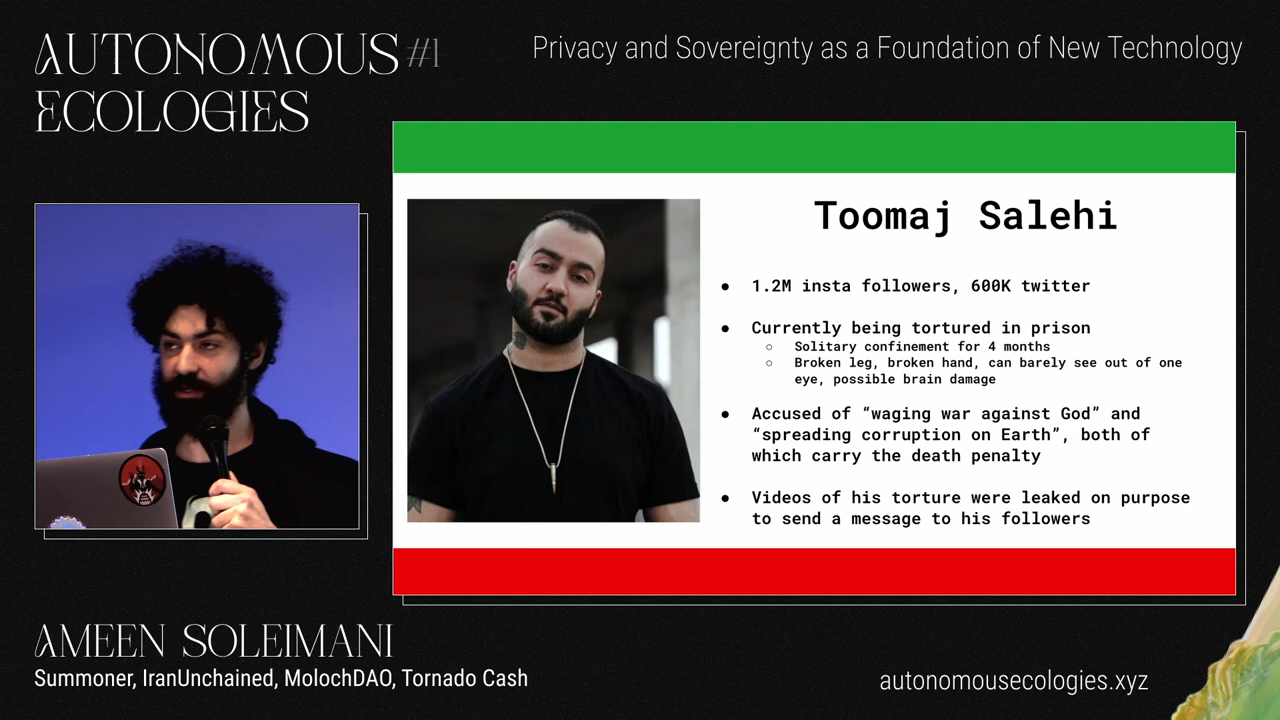 AUTONOMOUS #1
ECOLOGIES
Privacy and Sovereignty as a Foundation of New Technology
Toomaj Salehi
● 1.2M insta followers, 600K twitter
● Currently being tortured in prison
○ Solitary confinement for 4 months
○ Broken leg, broken hand, can barely see out of one
eye, possible brain damage
● Accused of “waging war against God” and
“spreading corruption on Earth”, both of
which carry the death penalty
● Videos of his torture were leaked on purpose
to send a message to his followers
AMEEN SOLEIMANI
Summoner, IranUnchained, MolochDAO, Tornado Cash
autonomousecologies.xyz